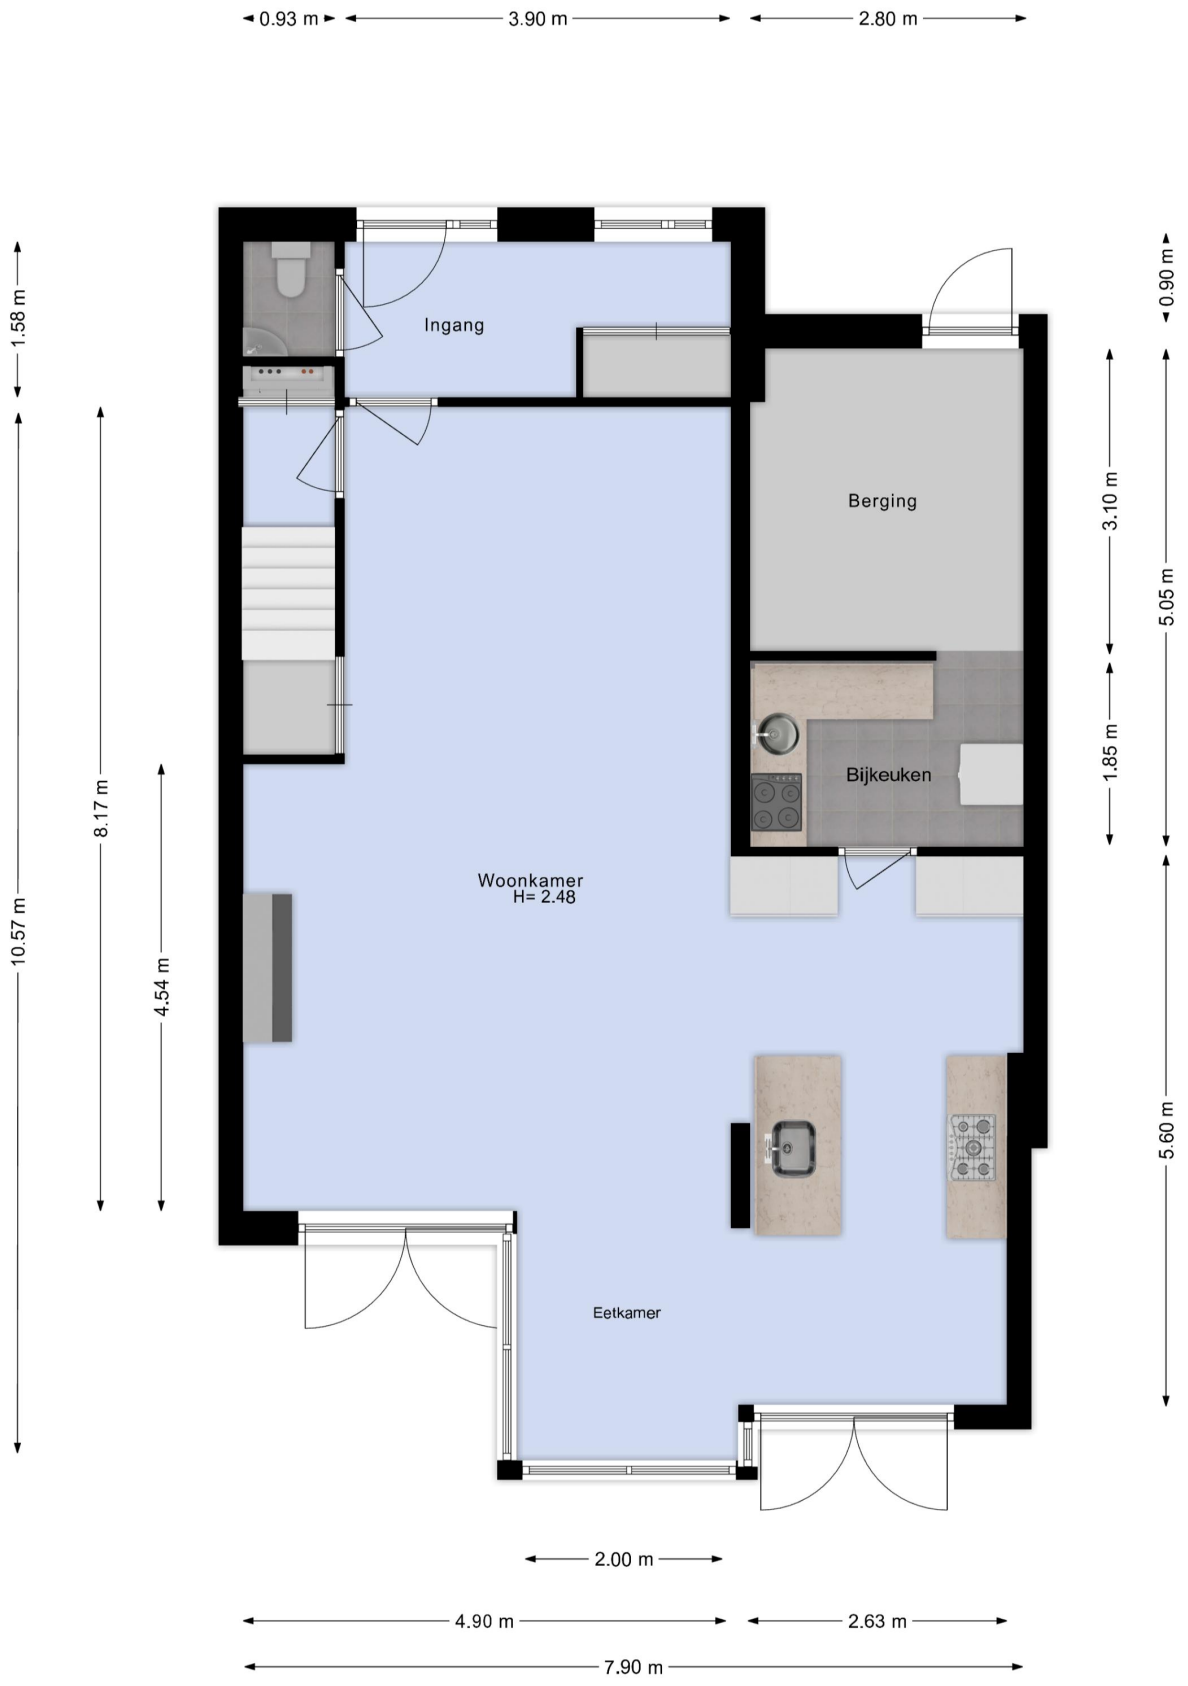 0.93 m
3.90 m
2.80 m
1.58 m
0.90 m
Ingang
Berging
3.10 m
5.05 m
1.85 m
Bijkeuken
8.17 m
Woonkamer
H= 2.48
10.57 m
4.54 m
5.60 m
Eetkamer
2.00 m
4.90 m
2.63 m
7.90 m